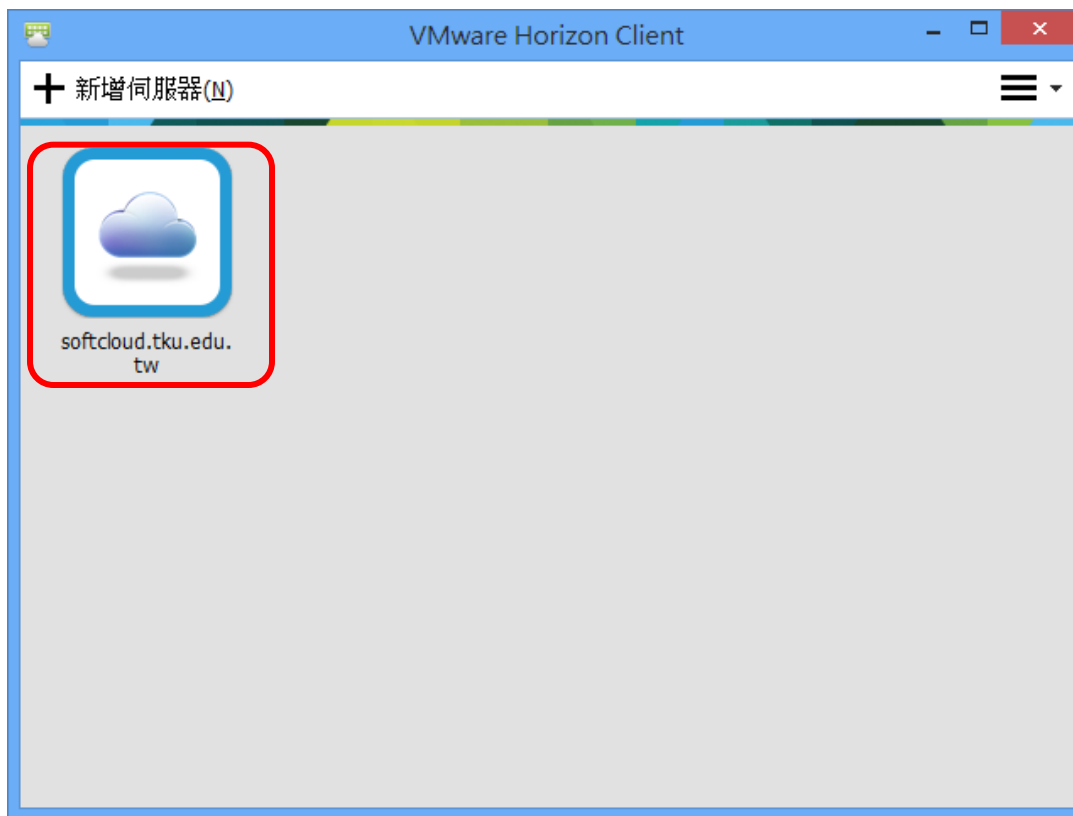 VMware Horizon Client
新增伺服器(N)
softcloud.tku.edu.
tw